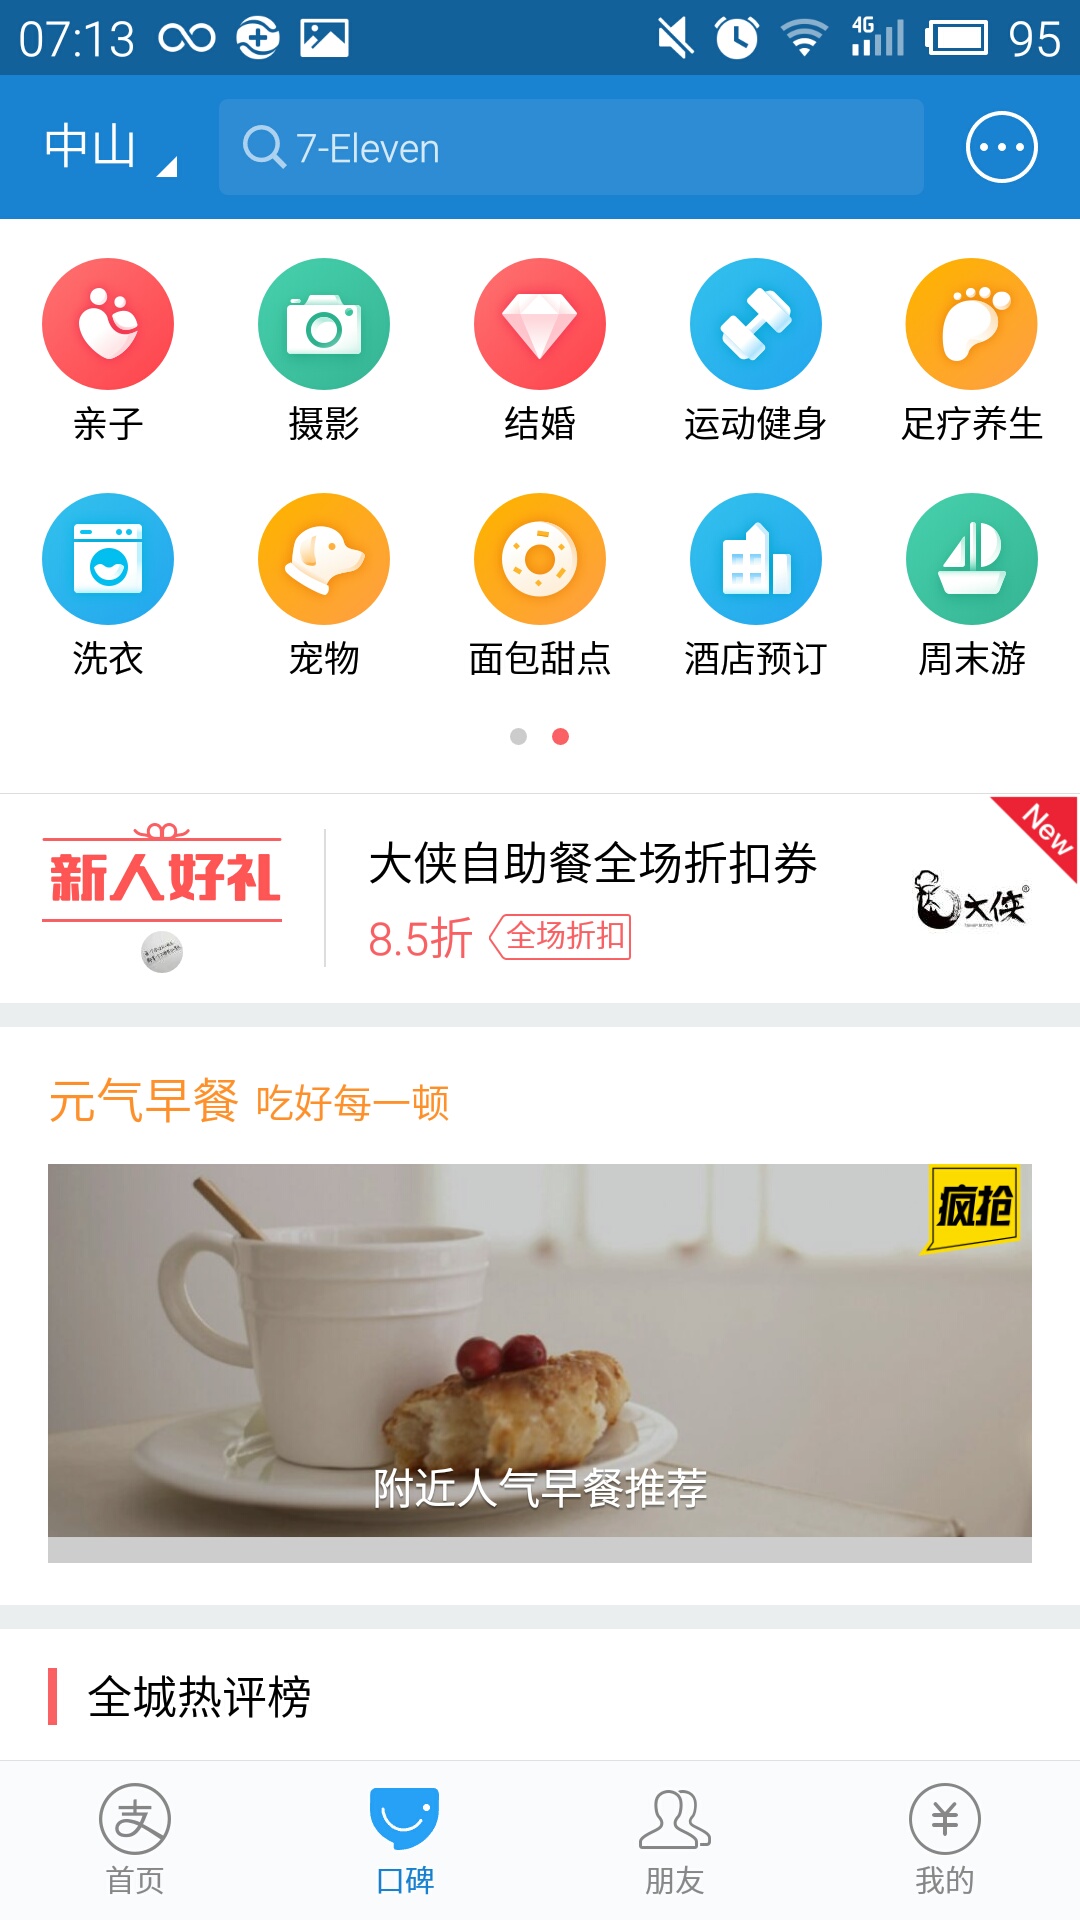 07:13 4G 95
中山 7-Eleven
亲子 摄影 结婚 运动健身 足疗养生
洗衣 宠物 面包甜点 酒店预订 周末游
新人好礼
大侠自助餐全场折扣券
8.5折 全场折扣
New
大侠
元气早餐 吃好每一顿
疯抢
附近人气早餐推荐
全城热评榜
支 ¥
首页 口碑 朋友 我的